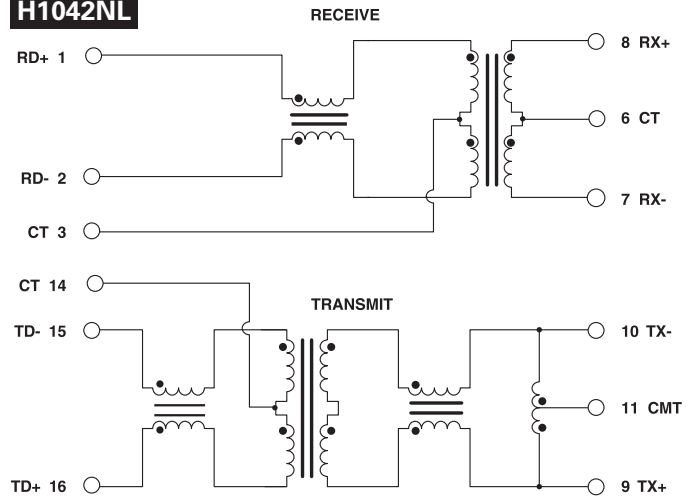 H1042NL
RECEIVE
RD+ 1
8 RX+
6 CT
RD- 2
7 RX-
CT 3
CT 14
TRANSMIT
TD- 15
10 TX-
11 CMT
TD+ 16
9 TX+